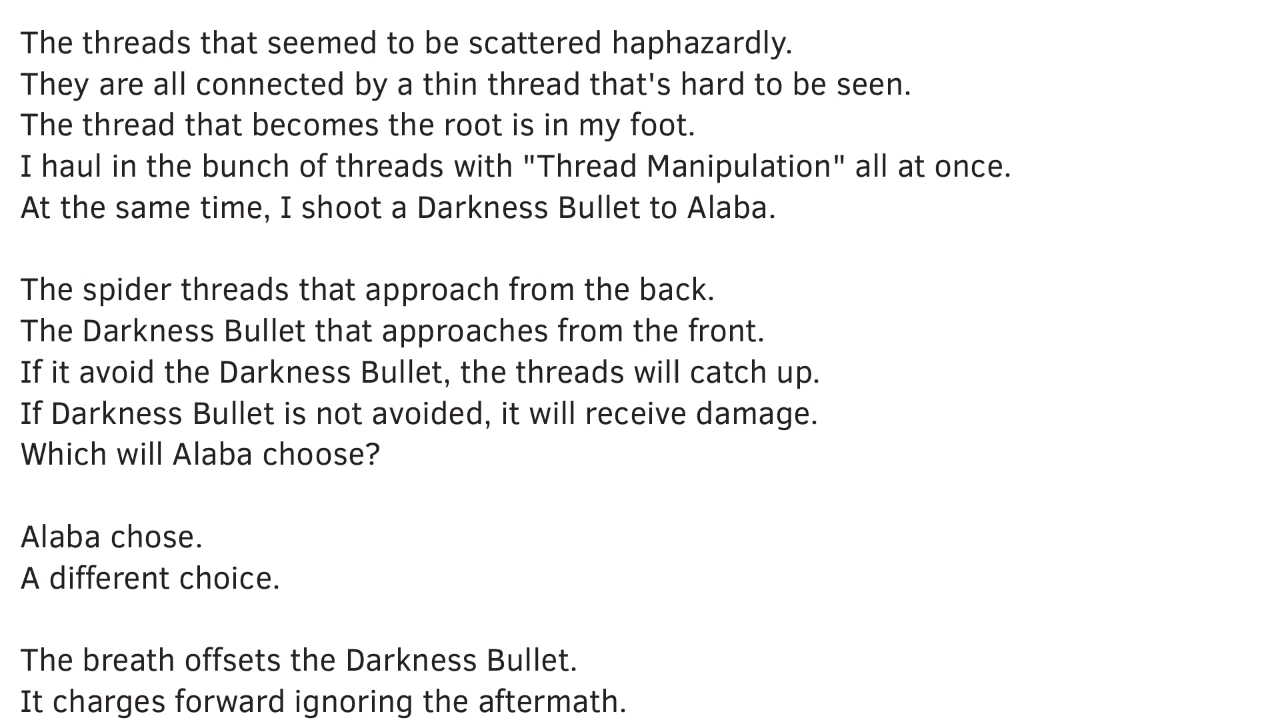 The threads that seemed to be scattered haphazardly.
They are all connected by a thin thread that's hard to be seen.
The thread that becomes the root is in my foot.
I haul in the bunch of threads with "Thread Manipulation" all at once.
At the same time, I shoot a Darkness Bullet to Alaba.
The spider threads that approach from the back.
The Darkness Bullet that approaches from the front.
If it avoid the Darkness Bullet, the threads will catch up.
If Darkness Bullet is not avoided, it will receive damage.
Which will Alaba choose?
Alaba chose.
A different choice.
The breath offsets the Darkness Bullet.
It charges forward ignoring the aftermath.